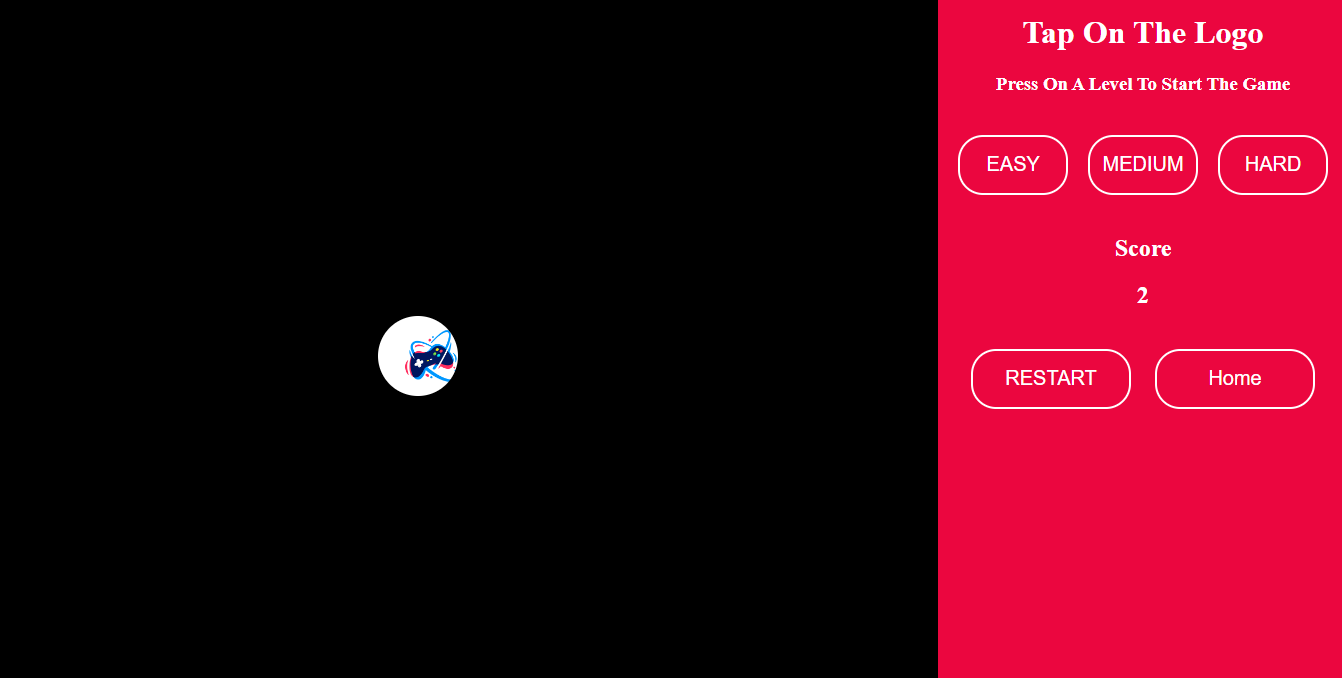 Tap On The Logo
Press On A Level To Start The Game
EASY MEDIUM HARD
Score
2
RESTART Home